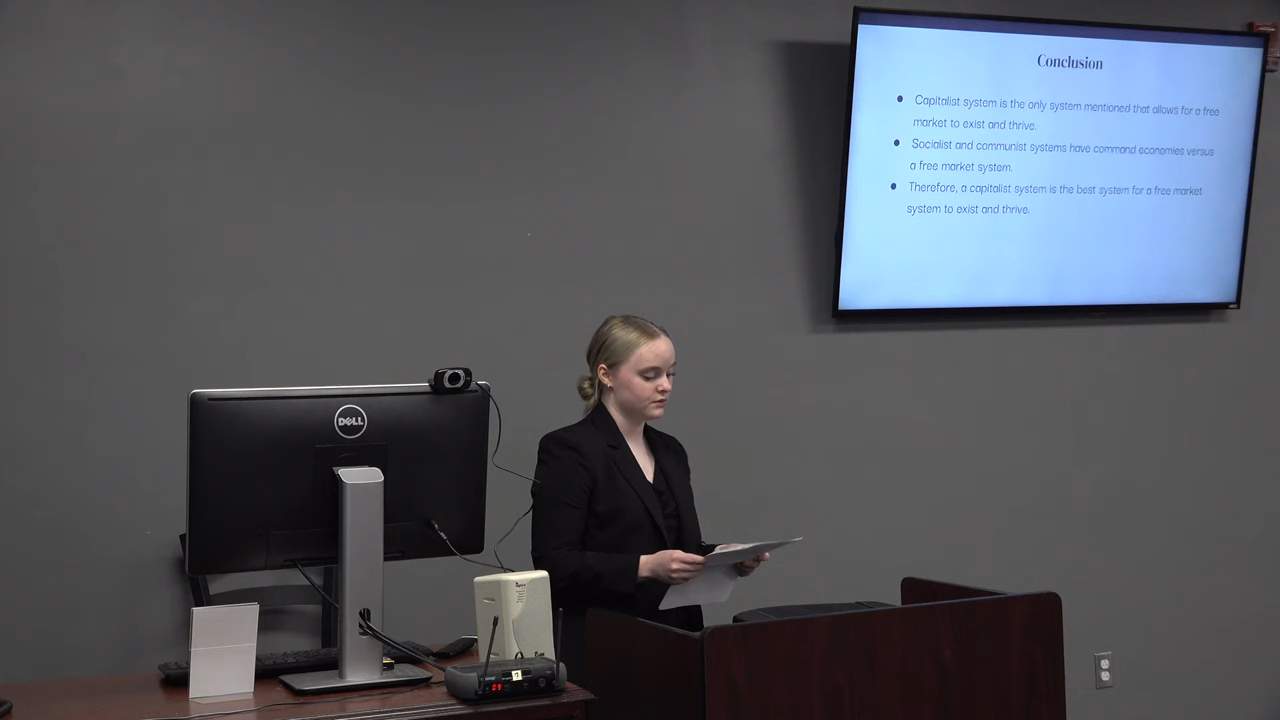 Conclusion
● Capitalist system is the only system mentioned that allows for a free
market to exist and thrive.
● Socialist and communist systems have command economies versus
a free market system.
● Therefore, a capitalist system is the best system for a free market
system to exist and thrive.
DELL
7
09